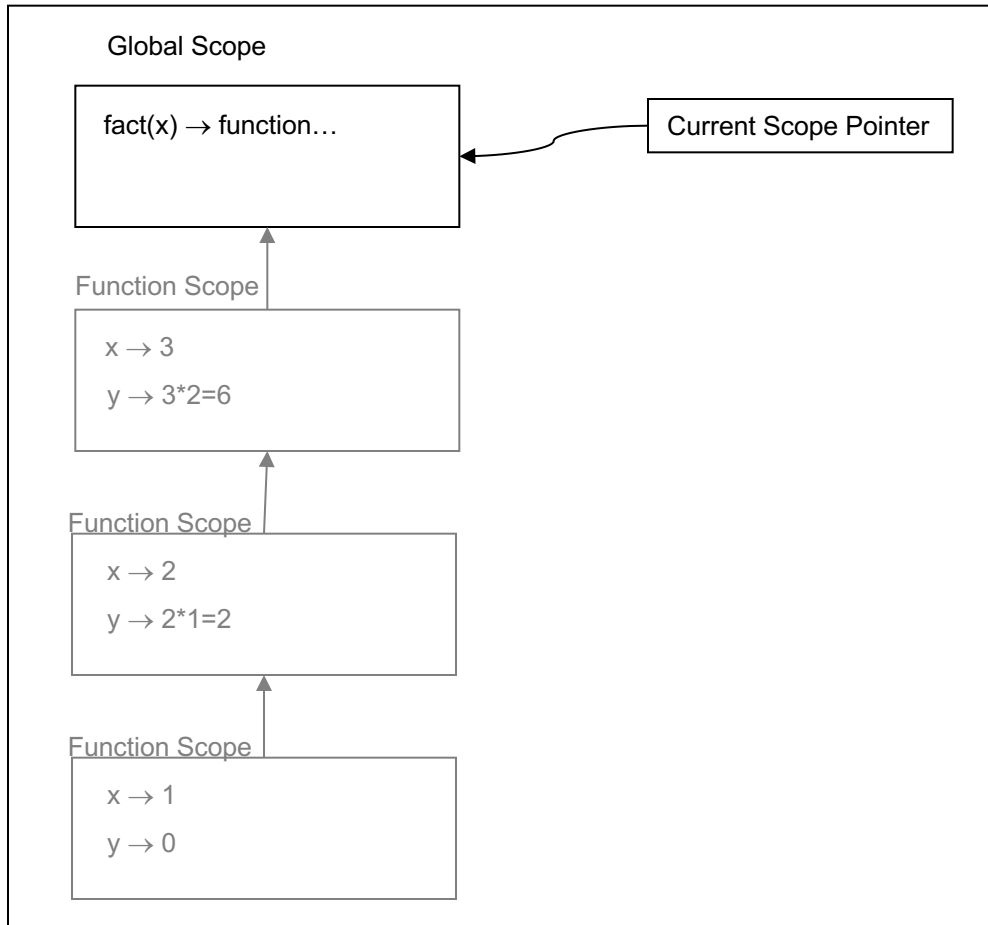 Global Scope
fact(x) → function…
Current Scope Pointer
Function Scope
x → 3
y → 3*2=6
Function Scope
x → 2
y → 2*1=2
Function Scope
x → 1
y → 0